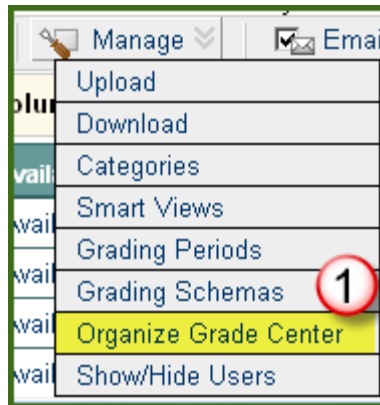 Manage Emai
Upload
Download
Categories
Smart Views
Grading Periods
Grading Schemas 1
Organize Grade Center
Show/Hide Users